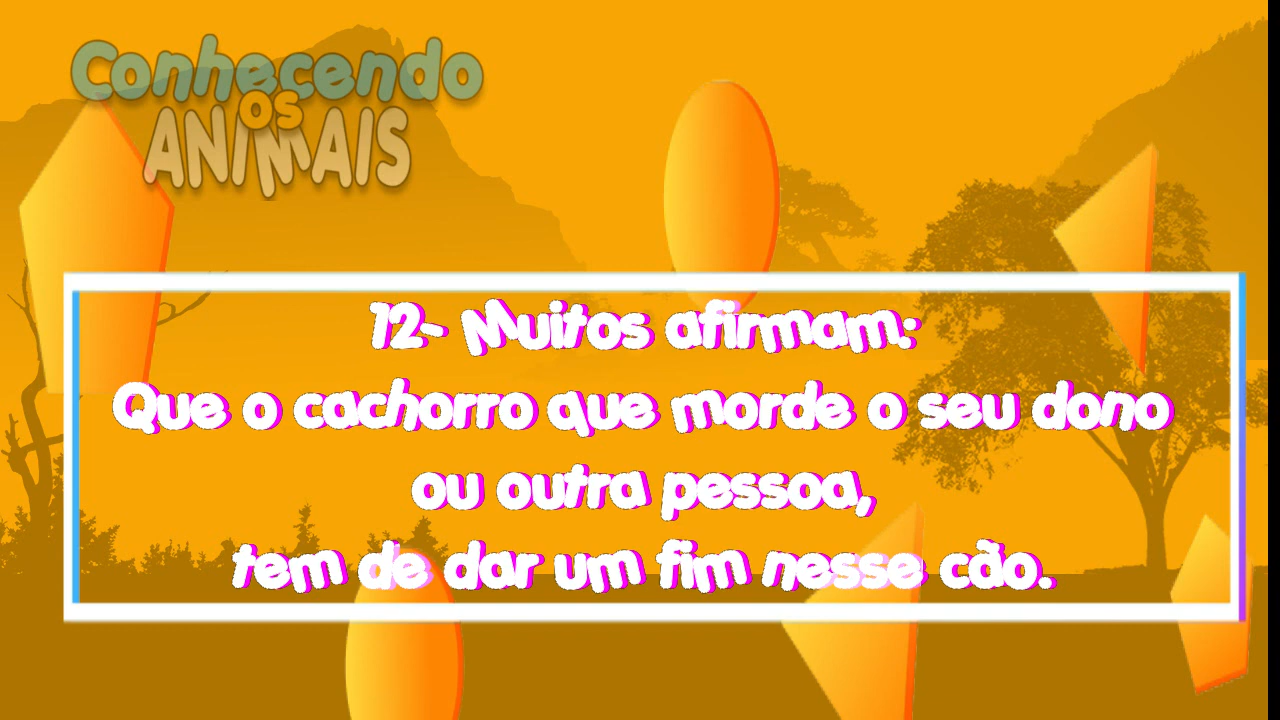 Conhecendo
os
ANIMAIS
12- Muitos afirmam:
Que o cachorro que morde o seu dono
ou outra pessoa,
tem de dar um fim nesse cão.